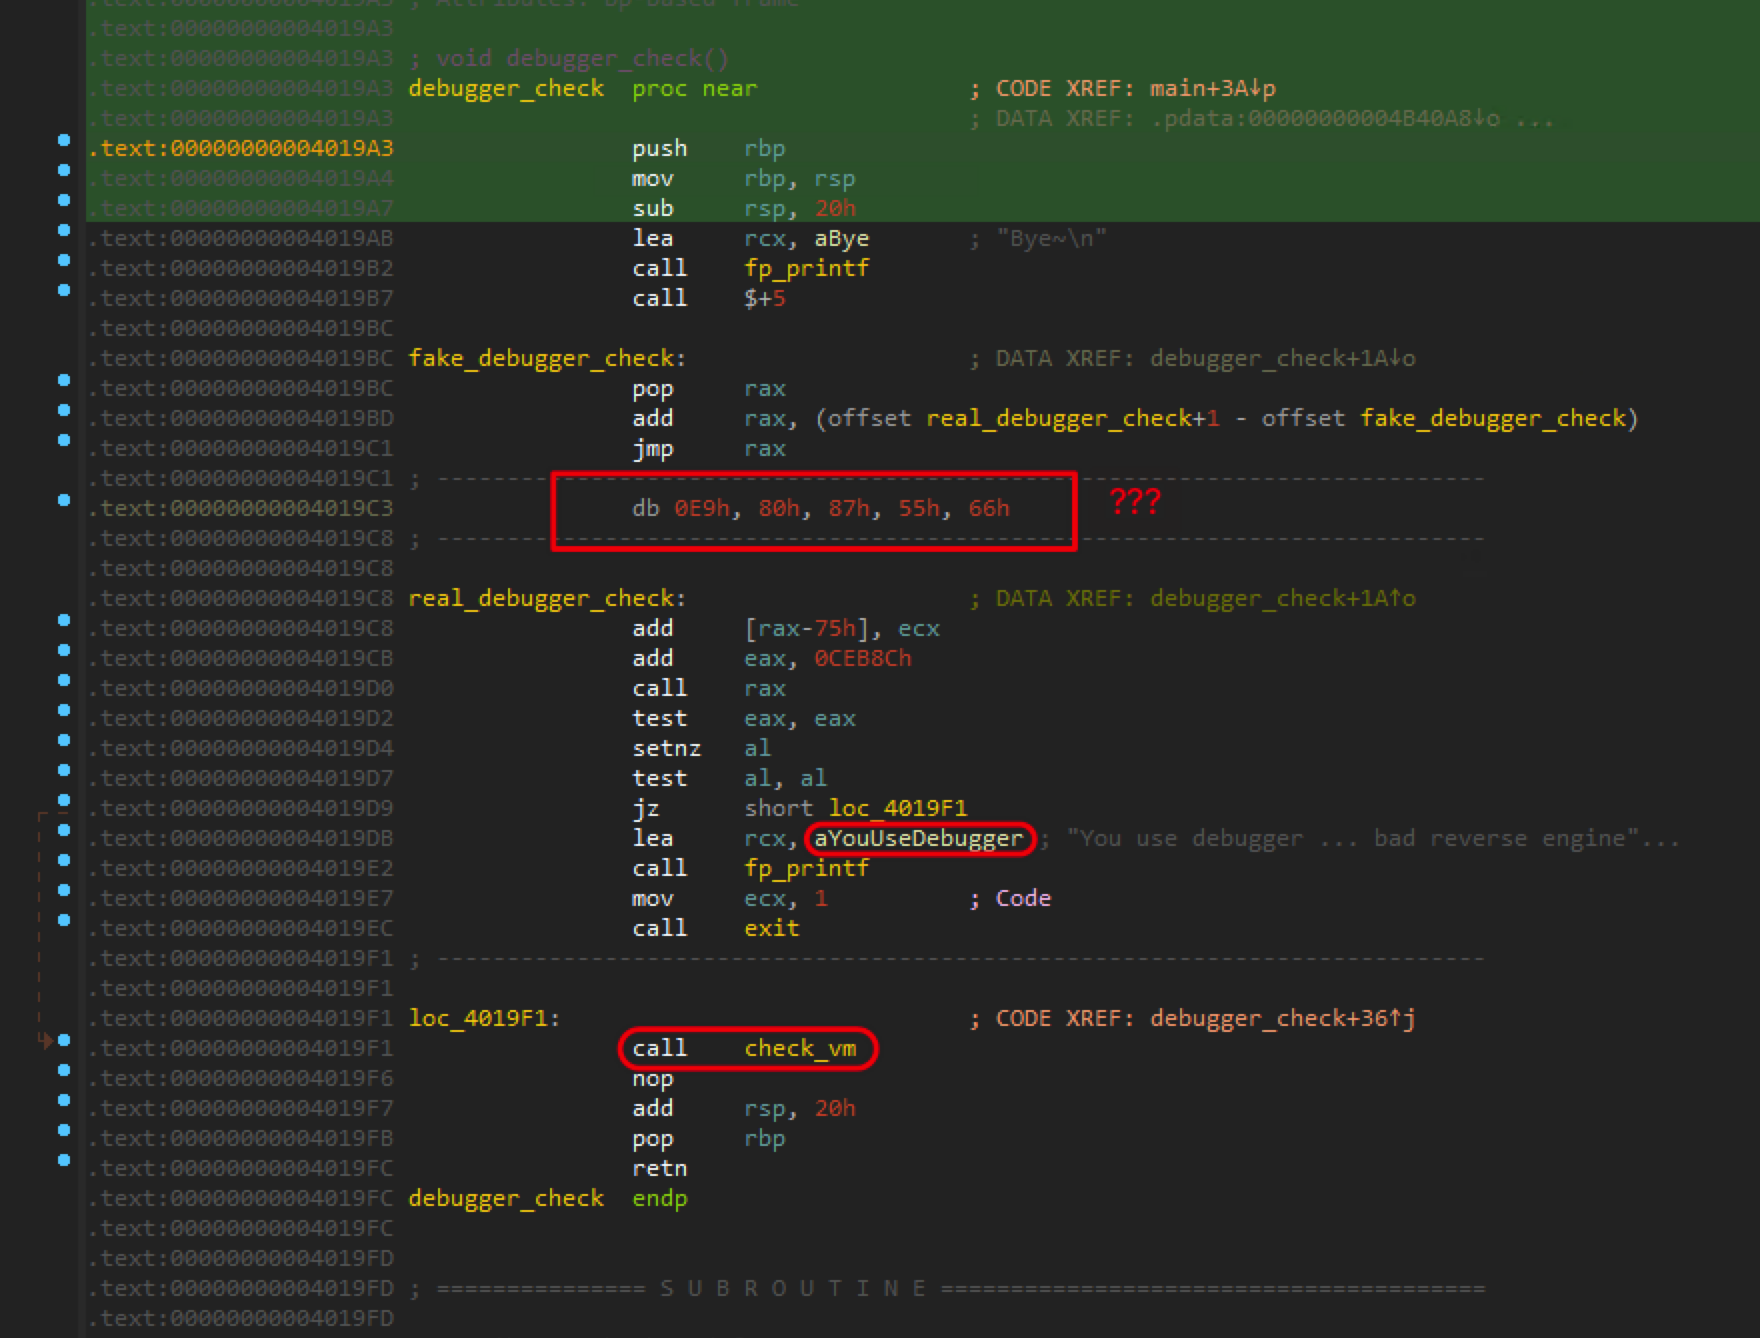 .text:00000000004019A3 ; Attributes: bp-based frame
.text:00000000004019A3
.text:00000000004019A3 ; void debugger_check()
.text:00000000004019A3 debugger_check proc near ; CODE XREF: main+3A↓p
.text:00000000004019A3 ; DATA XREF: .pdata:00000000004B40A8↓o ...
.text:00000000004019A3 push rbp
.text:00000000004019A4 mov rbp, rsp
.text:00000000004019A7 sub rsp, 20h
.text:00000000004019AB lea rcx, aBye ; "Bye~\n"
.text:00000000004019B2 call fp_printf
.text:00000000004019B7 call $+5
.text:00000000004019BC
.text:00000000004019BC fake_debugger_check: ; DATA XREF: debugger_check+1A↓o
.text:00000000004019BC pop rax
.text:00000000004019BD add rax, (offset real_debugger_check+1 - offset fake_debugger_check)
.text:00000000004019C1 jmp rax
.text:00000000004019C1 ; ---------------------------------------------------------------------------
.text:00000000004019C3 db 0E9h, 80h, 87h, 55h, 66h ???
.text:00000000004019C8 ; ---------------------------------------------------------------------------
.text:00000000004019C8
.text:00000000004019C8 real_debugger_check: ; DATA XREF: debugger_check+1A↑o
.text:00000000004019C8 add [rax-75h], ecx
.text:00000000004019CB add eax, 0CEB8Ch
.text:00000000004019D0 call rax
.text:00000000004019D2 test eax, eax
.text:00000000004019D4 setnz al
.text:00000000004019D7 test al, al
.text:00000000004019D9 jz short loc_4019F1
.text:00000000004019DB lea rcx, aYouUseDebugger ; "You use debugger ... bad reverse engine"...
.text:00000000004019E2 call fp_printf
.text:00000000004019E7 mov ecx, 1 ; Code
.text:00000000004019EC call exit
.text:00000000004019F1 ; ---------------------------------------------------------------------------
.text:00000000004019F1
.text:00000000004019F1 loc_4019F1: ; CODE XREF: debugger_check+36↑j
.text:00000000004019F1 call check_vm
.text:00000000004019F6 nop
.text:00000000004019F7 add rsp, 20h
.text:00000000004019FB pop rbp
.text:00000000004019FC retn
.text:00000000004019FC debugger_check endp
.text:00000000004019FC
.text:00000000004019FD
.text:00000000004019FD ; =============== S U B R O U T I N E =======================================
.text:00000000004019FD